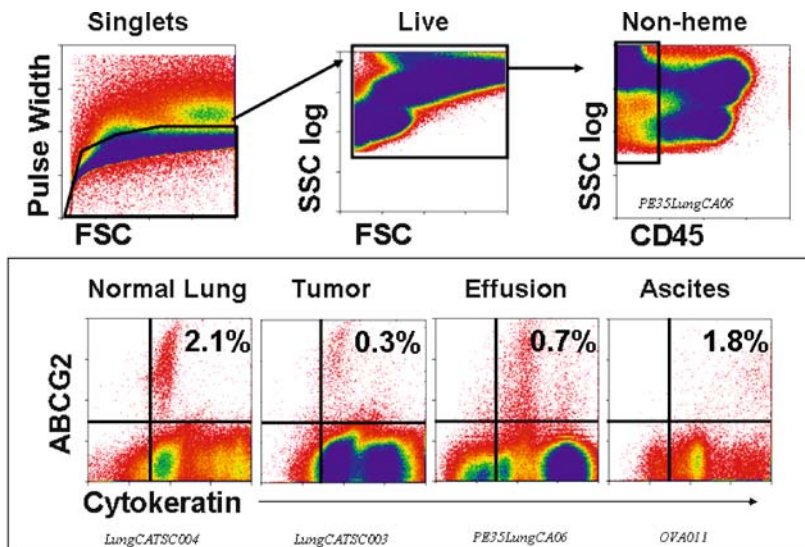 Singlets
Live
Non-heme
Pulse Width
SSC log
SSC log
PE35LungCA06
FSC
FSC
CD45
Normal Lung
Tumor
Effusion
Ascites
2.1%
0.3%
0.7%
1.8%
ABCG2
Cytokeratin
LungCATSC004
LungCATSC003
PE35LungCA06
OVA011